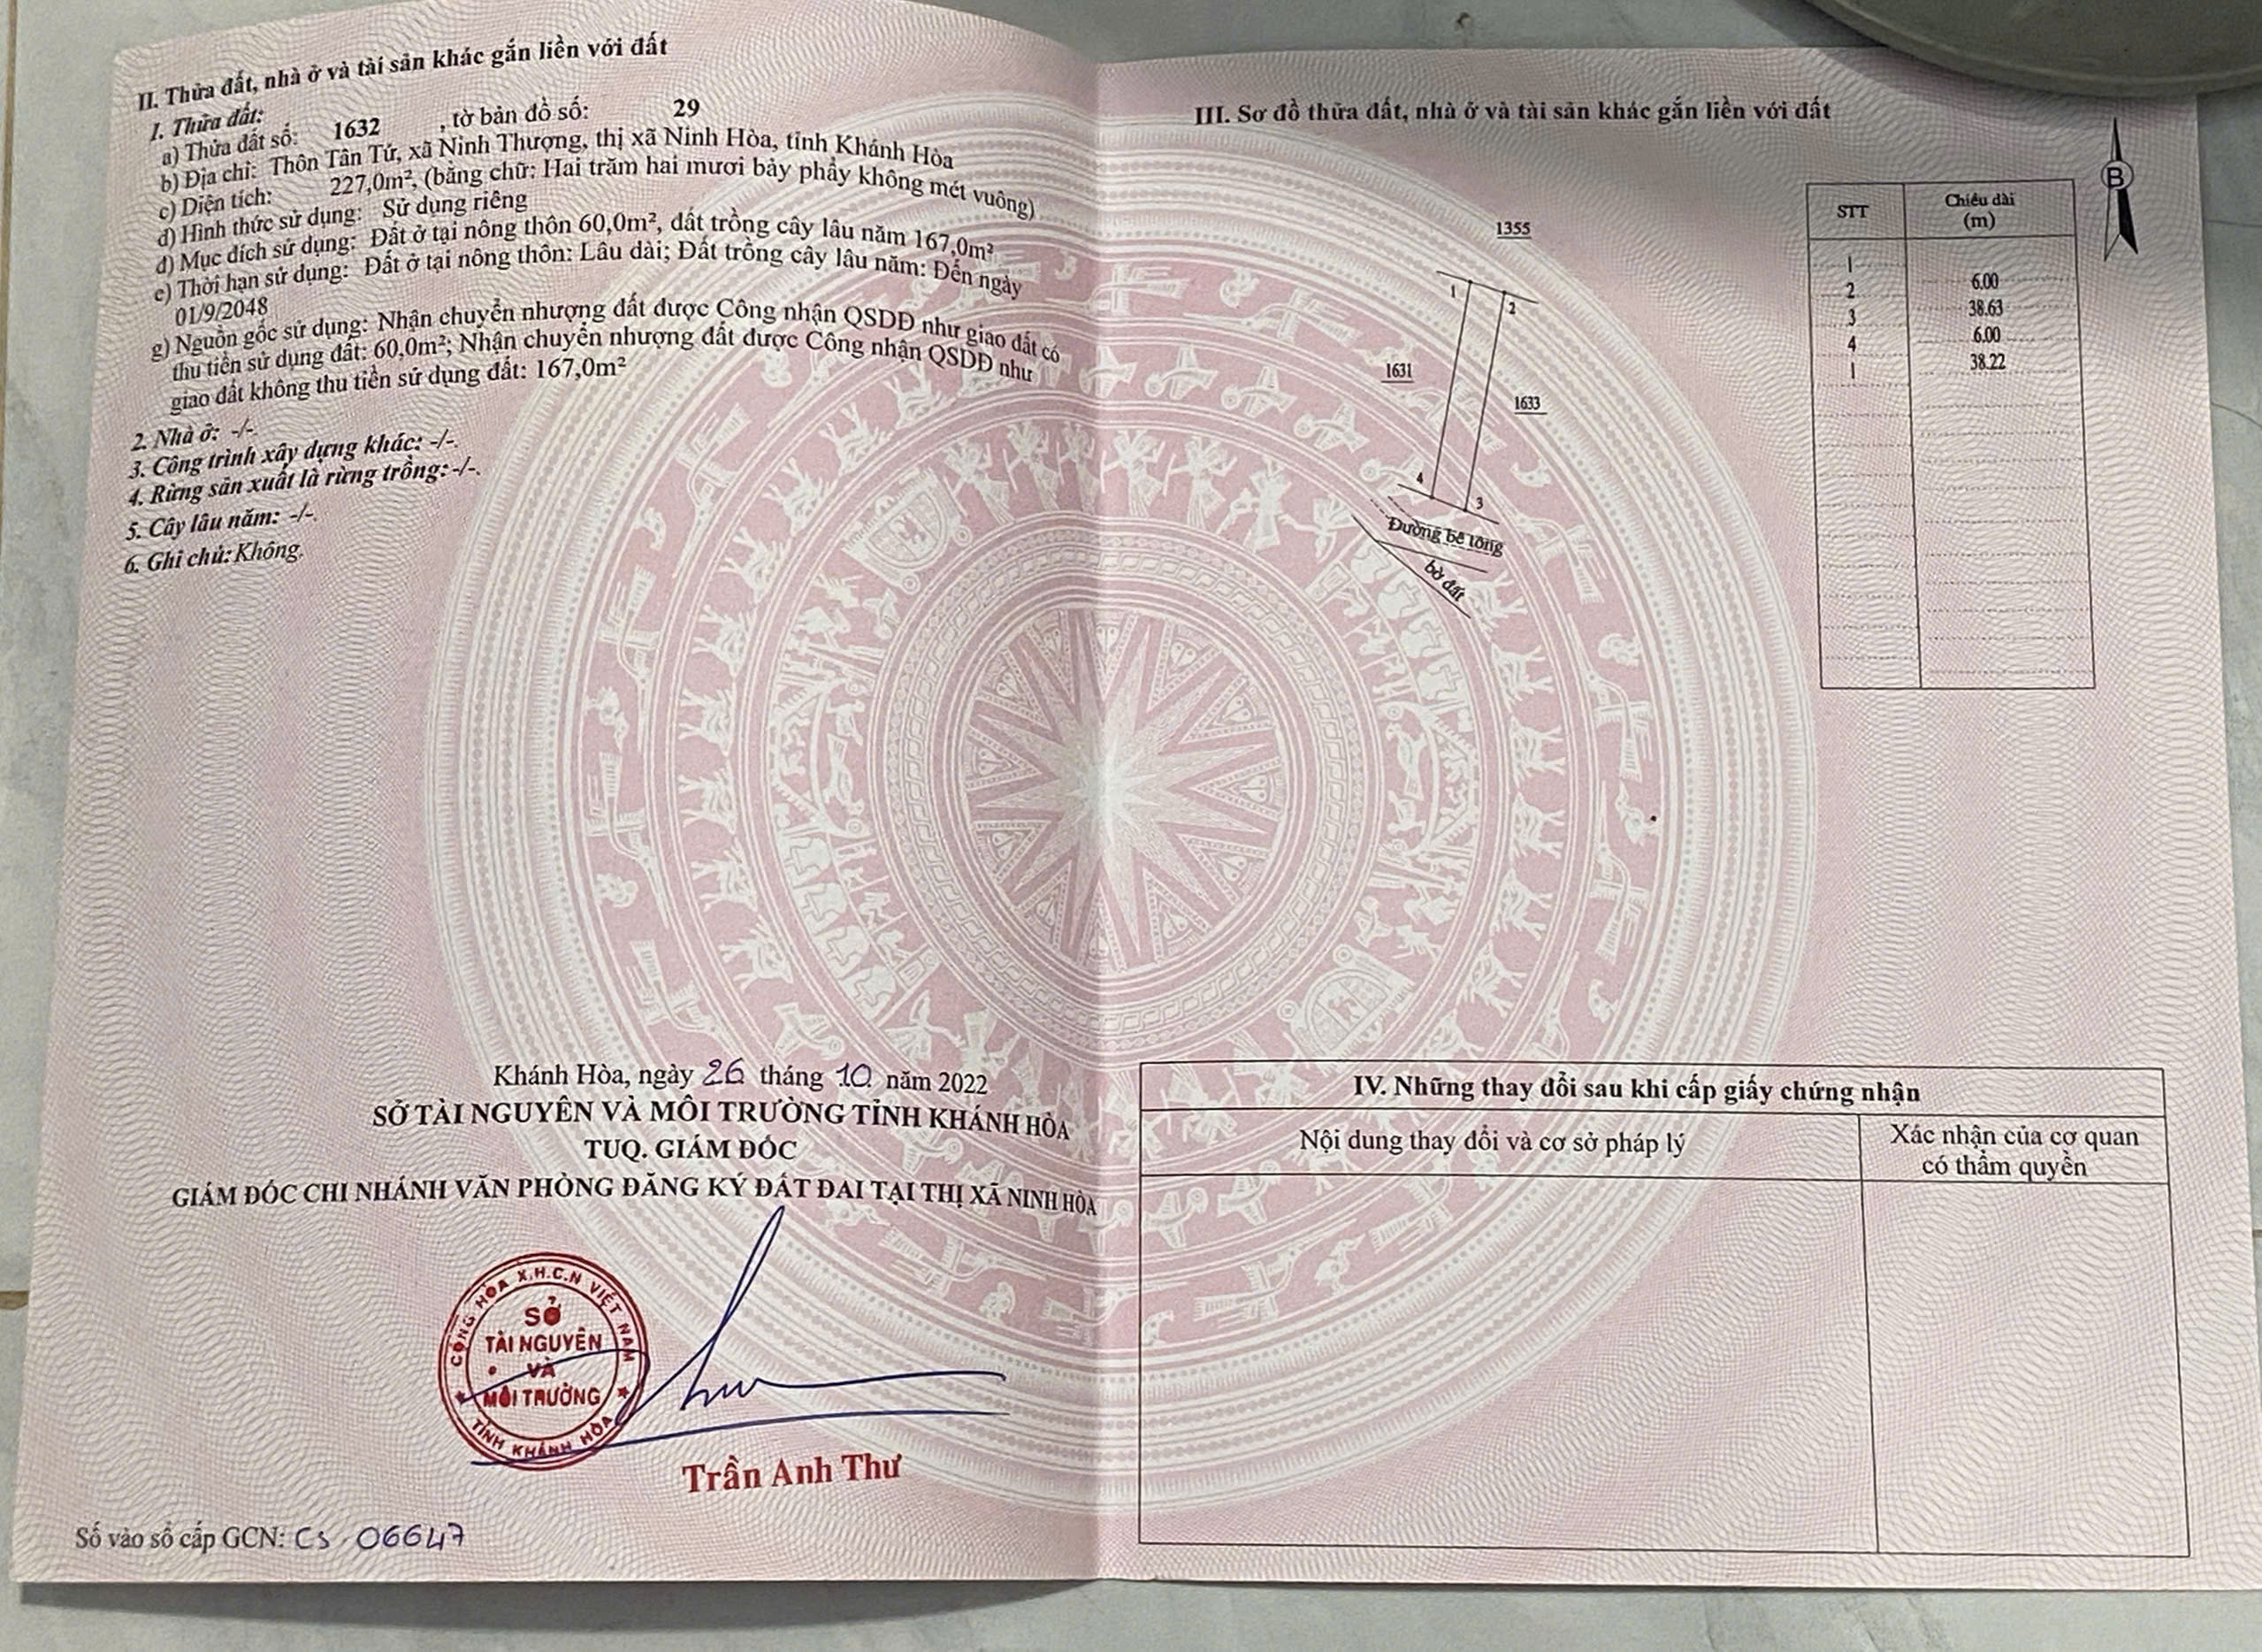 II. Thửa đất, nhà ở và tài sản khác gắn liền với đất
1. Thửa đất:
a) Thửa đất số: 1632 , tờ bản đồ số: 29
b) Địa chỉ: Thôn Tân Tứ, xã Ninh Thượng, thị xã Ninh Hòa, tỉnh Khánh Hòa
c) Diện tích: 227,0m², (bằng chữ: Hai trăm hai mươi bảy phẩy không mét vuông)
d) Hình thức sử dụng: Sử dụng riêng
đ) Mục đích sử dụng: Đất ở tại nông thôn 60,0m², đất trồng cây lâu năm 167,0m²
e) Thời hạn sử dụng: Đất ở tại nông thôn: Lâu dài; Đất trồng cây lâu năm: Đến ngày
01/9/2048
g) Nguồn gốc sử dụng: Nhận chuyển nhượng đất được Công nhận QSDĐ như giao đất có
thu tiền sử dụng đất: 60,0m²; Nhận chuyển nhượng đất được Công nhận QSDĐ như
giao đất không thu tiền sử dụng đất: 167,0m²
2. Nhà ở: -/-.
3. Công trình xây dựng khác: -/-.
4. Rừng sản xuất là rừng trồng: -/-.
5. Cây lâu năm: -/-.
6. Ghi chú: Không.
Khánh Hòa, ngày 26 tháng 10 năm 2022
SỞ TÀI NGUYÊN VÀ MÔI TRƯỜNG TỈNH KHÁNH HÒA
TUQ. GIÁM ĐỐC
GIÁM ĐỐC CHI NHÁNH VĂN PHÒNG ĐĂNG KÝ ĐẤT ĐAI TẠI THỊ XÃ NINH HÒA
CỘNG HÒA X.H.C.N VIỆT NAM
SỞ
TÀI NGUYÊN
VÀ
MÔI TRƯỜNG
TỈNH KHÁNH HÒA
Trần Anh Thư
Số vào sổ cấp GCN: CS 06647
III. Sơ đồ thửa đất, nhà ở và tài sản khác gắn liền với đất
B
1355
1
2
1631
1633
4
3
Đường bê tông
bờ đất
STT Chiều dài
(m)
1
6.00
2
38.63
3
6.00
4
38.22
1
IV. Những thay đổi sau khi cấp giấy chứng nhận
Nội dung thay đổi và cơ sở pháp lý
Xác nhận của cơ quan
có thẩm quyền